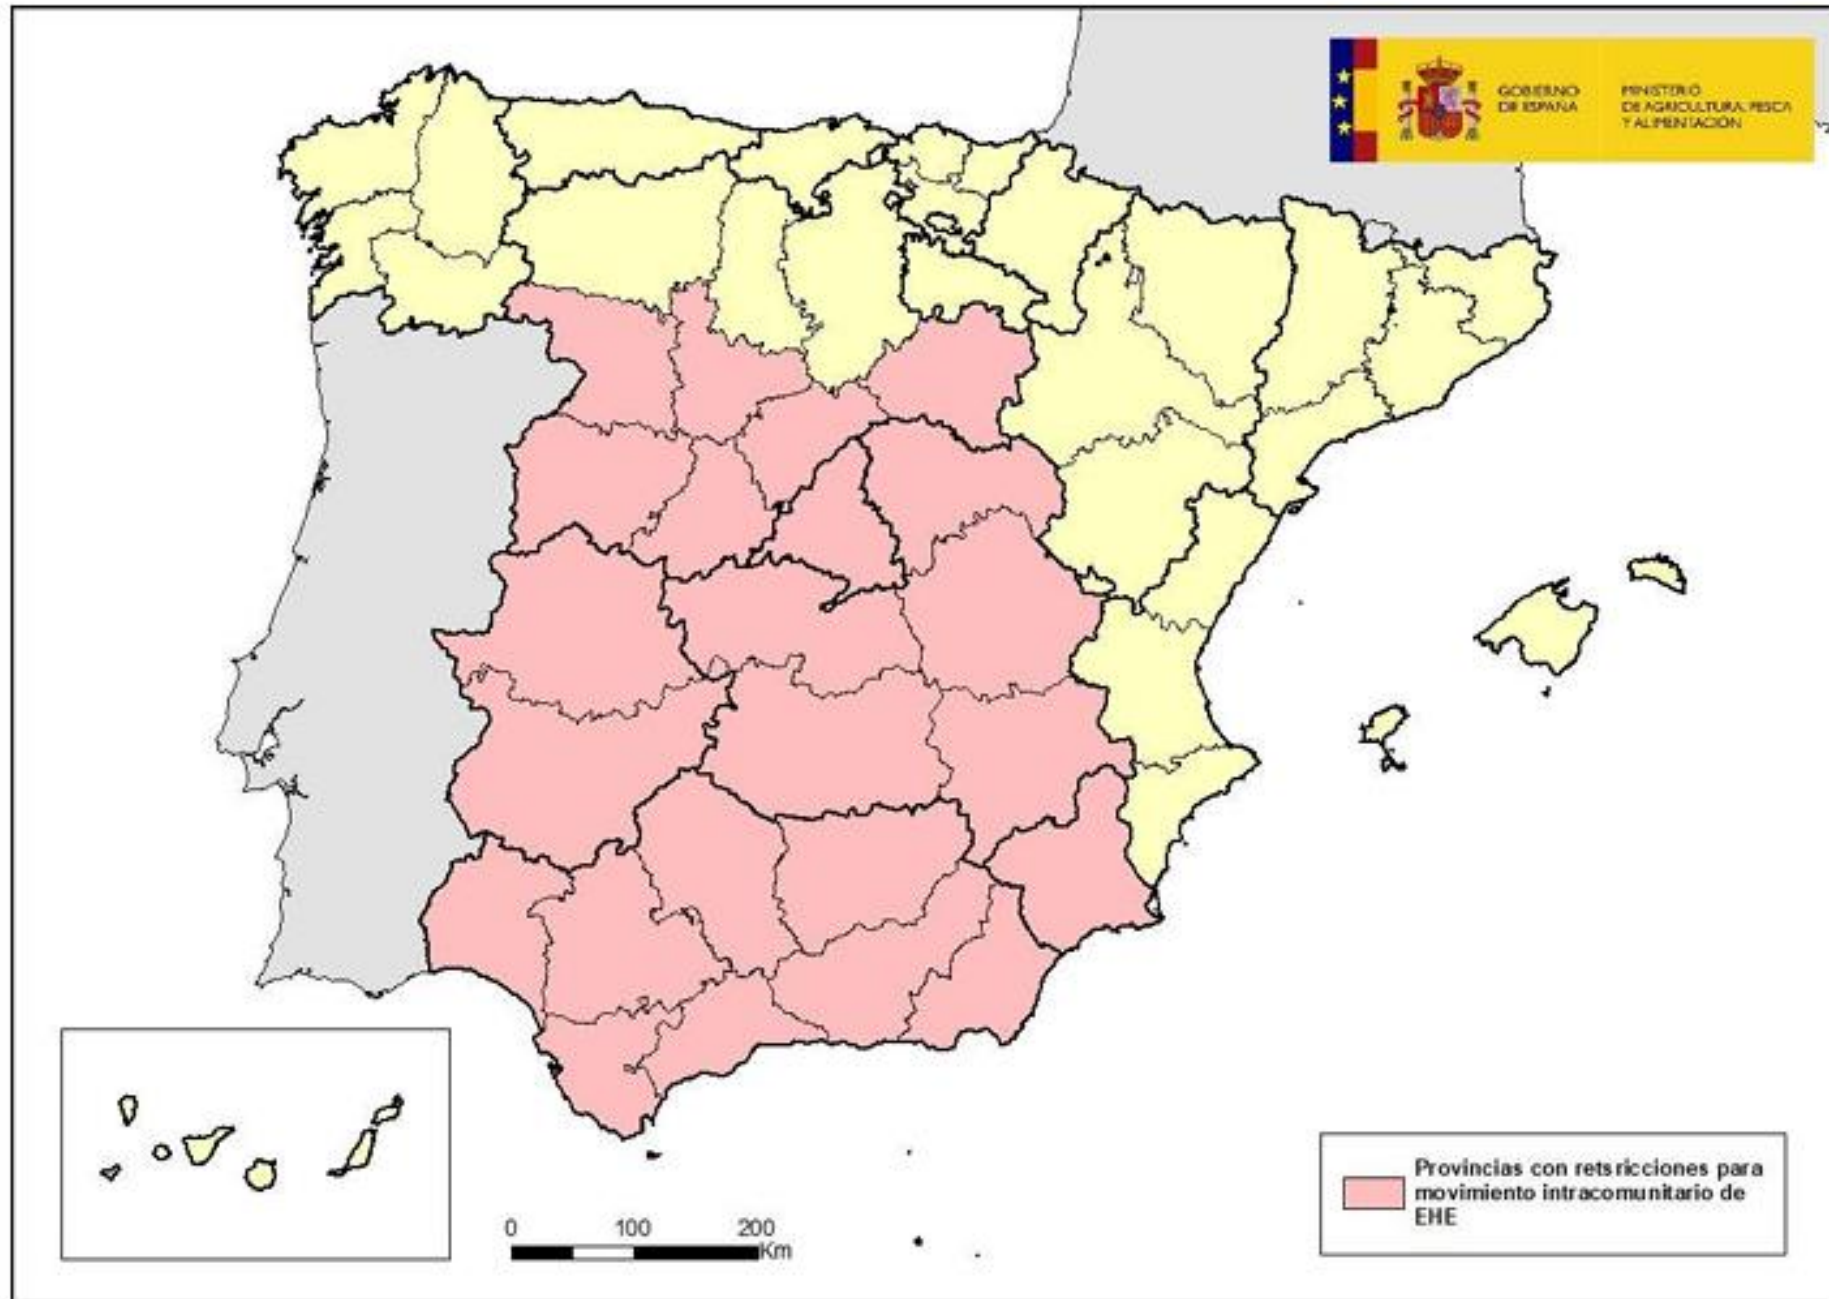 GOBIERNO
DE ESPAÑA
MINISTERIO
DE AGRICULTURA, PESCA
Y ALIMENTACIÓN
0 100 200
Km
Provincias con retsricciones para
movimiento intracomunitario de
EHE